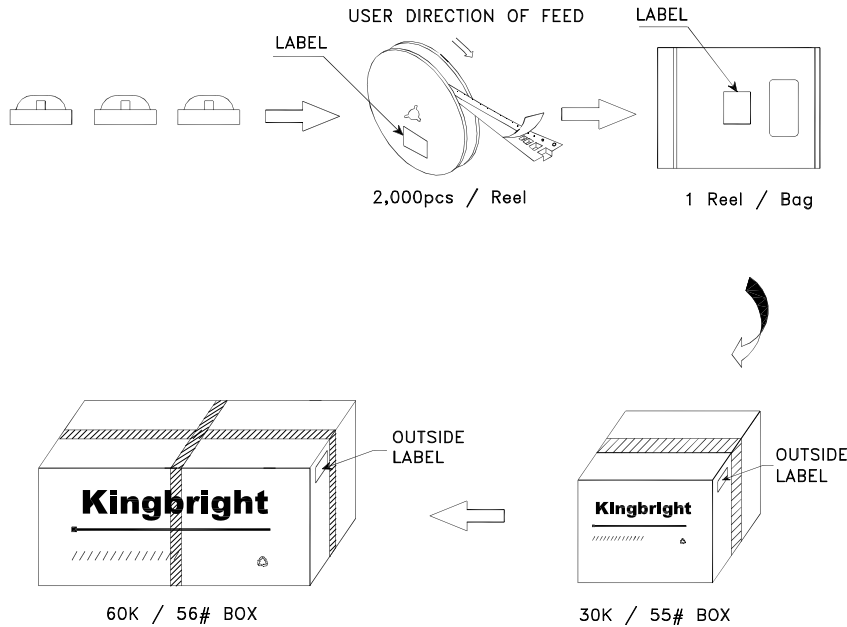 USER DIRECTION OF FEED
LABEL
LABEL
2,000pcs / Reel
1 Reel / Bag
OUTSIDE
LABEL
Kingbright
60K / 56# BOX
OUTSIDE
LABEL
Kingbright
30K / 55# BOX